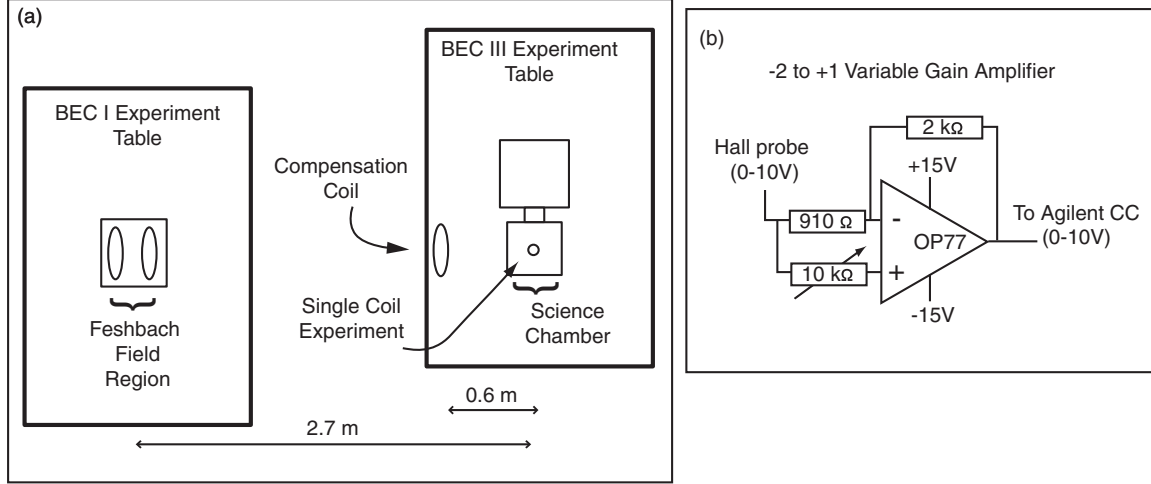 (a)
BEC I Experiment
Table
BEC III Experiment
Table
Compensation
Coil
Single Coil
Experiment
Science
Chamber
Feshbach
Field
Region
0.6 m
2.7 m
(b)
-2 to +1 Variable Gain Amplifier
2 kΩ
Hall probe
(0-10V)
+15V
910 Ω
-
OP77
To Agilent CC
(0-10V)
10 kΩ
+
-15V